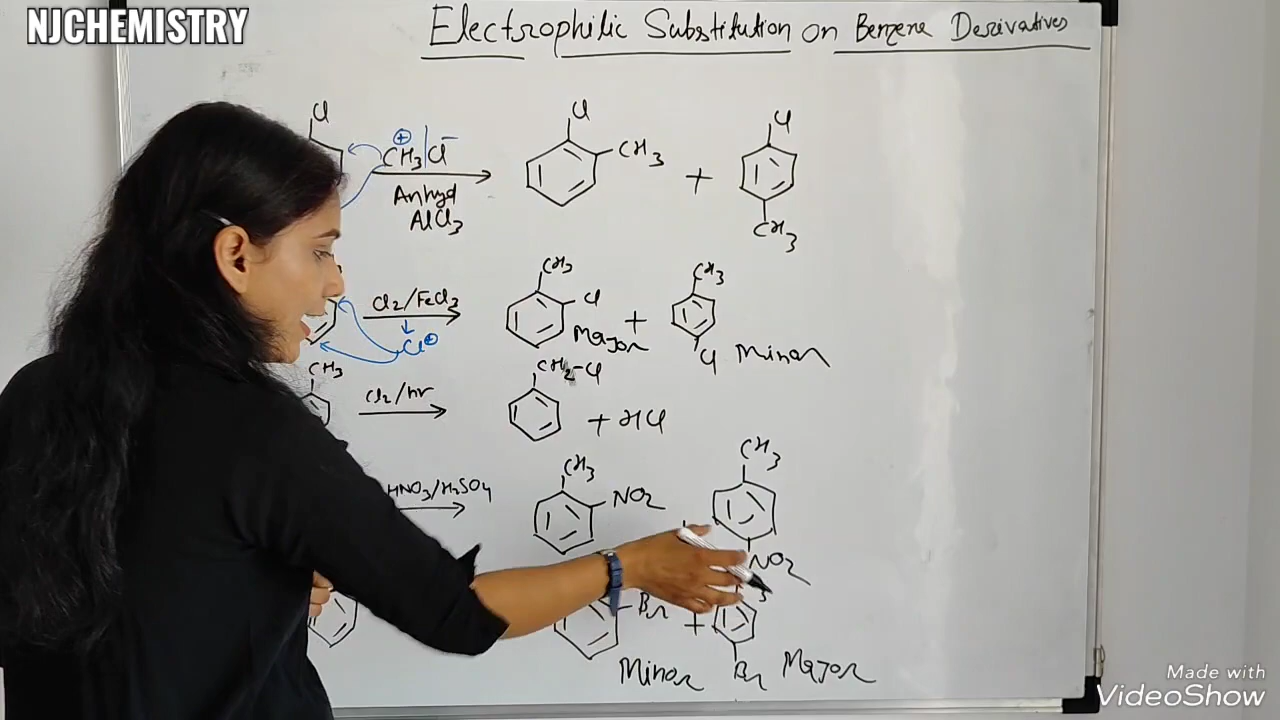 NJCHEMISTRY
Electrophilic Substitution on Benzene Derivatives
Cl
⊕
CH3|Cl⁻
Anhyd
AlCl3
Cl
CH3
+
Cl
CH3
Cl2/FeCl3
Cl⊕
CH3
Cl
Major
+
CH3
Cl
Minor
CH3
Cl2/hν
CH2-Cl
+ HCl
HNO3/H2SO4
CH3
NO2
CH3
NO2
Br
Minor
+
Br
Major
Made with
VideoShow